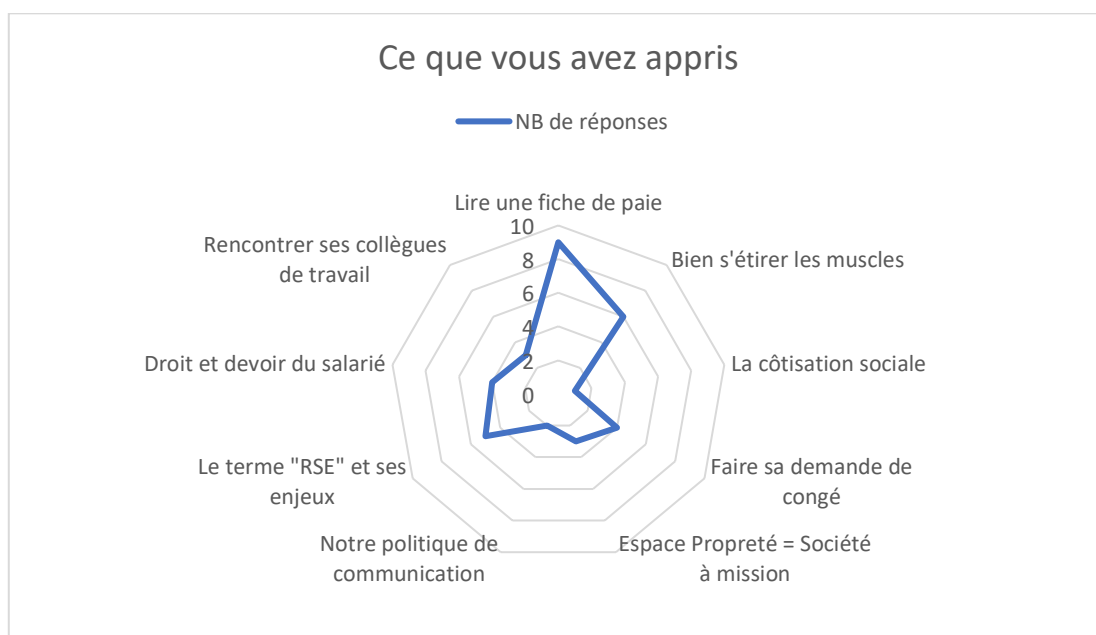 Ce que vous avez appris
NB de réponses
Lire une fiche de paie
Bien s'étirer les muscles
La côtisation sociale
Faire sa demande de
congé
Espace Propreté = Société
à mission
Notre politique de
communication
Le terme "RSE" et ses
enjeux
Droit et devoir du salarié
Rencontrer ses collègues
de travail
10
8
6
4
2
0